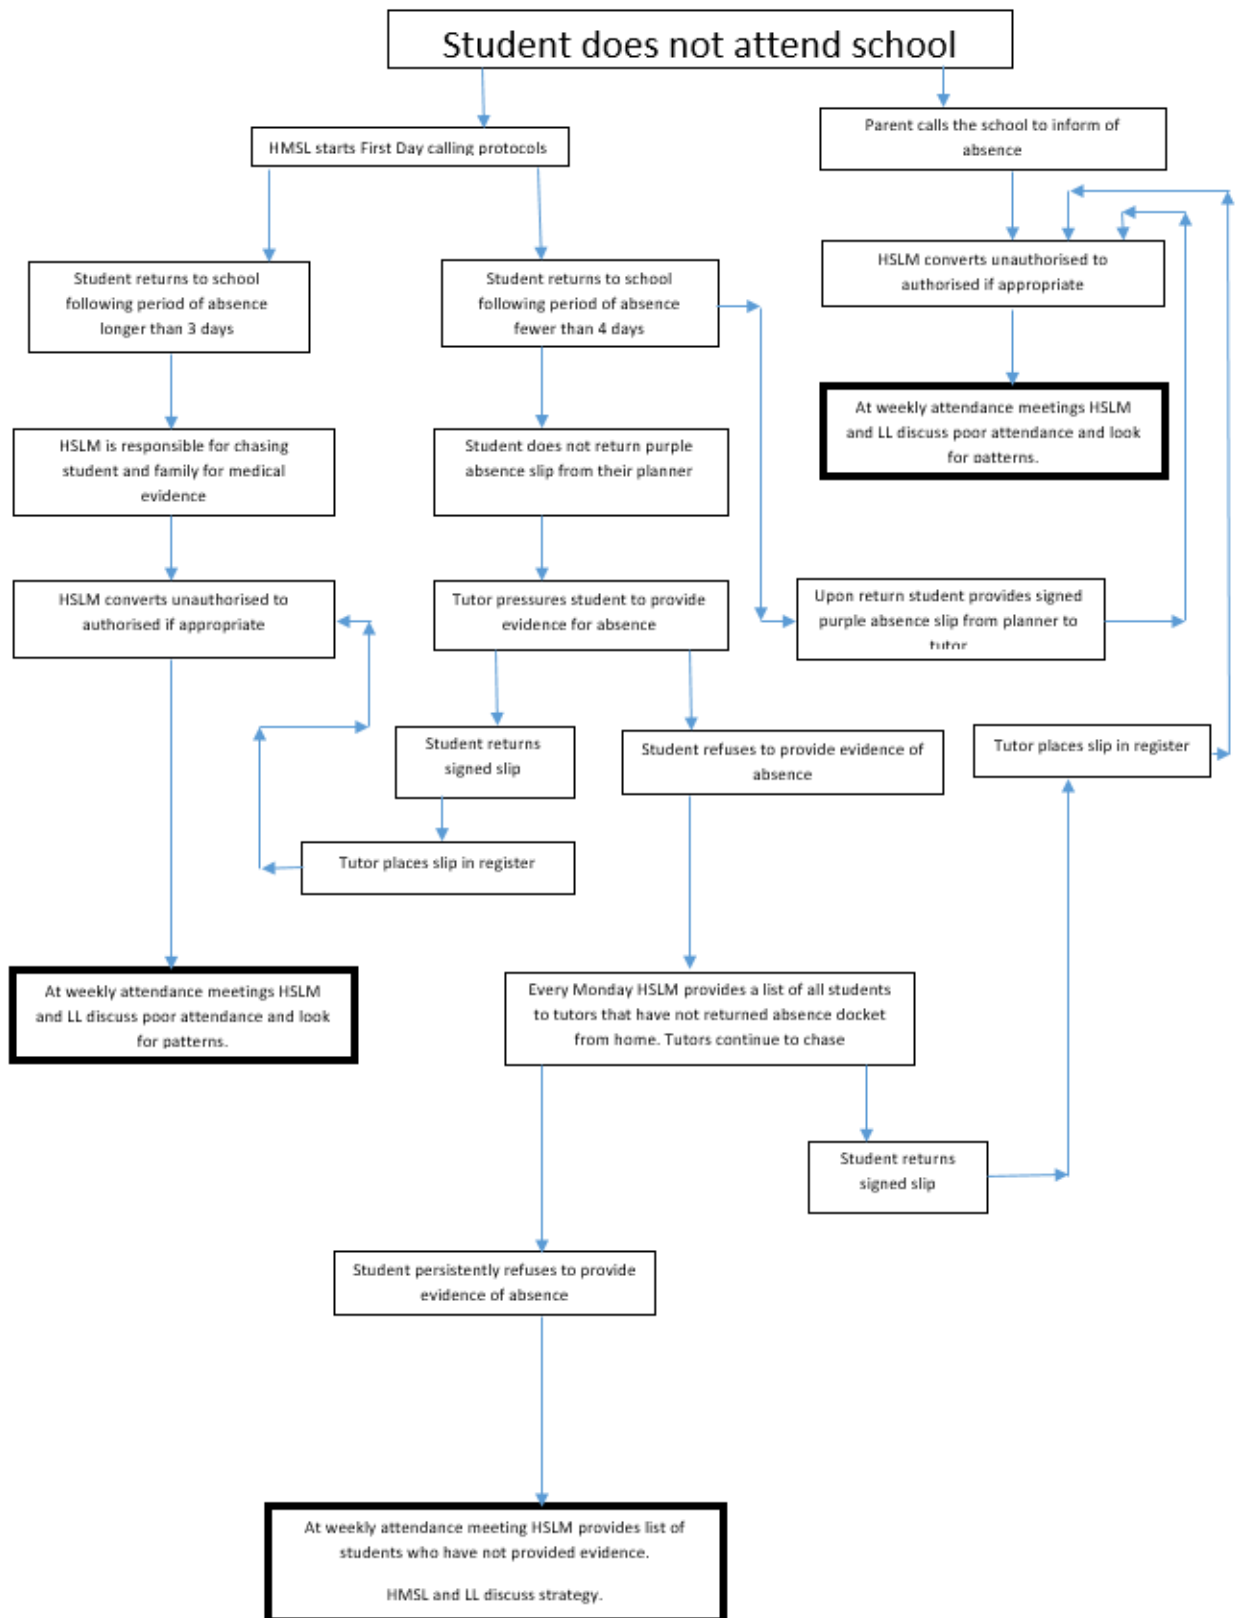 Student does not attend school
HMSL starts First Day calling protocols
Parent calls the school to inform of
absence
Student returns to school
following period of absence
longer than 3 days
Student returns to school
following period of absence
fewer than 4 days
HSLM converts unauthorised to
authorised if appropriate
At weekly attendance meetings HSLM
and LL discuss poor attendance and look
for patterns.
HSLM is responsible for chasing
student and family for medical
evidence
Student does not return purple
absence slip from their planner
HSLM converts unauthorised to
authorised if appropriate
Tutor pressures student to provide
evidence for absence
Upon return student provides signed
purple absence slip from planner to
tutor
Student returns
signed slip
Student refuses to provide evidence of
absence
Tutor places slip in register
Tutor places slip in register
At weekly attendance meetings HSLM
and LL discuss poor attendance and look
for patterns.
Every Monday HSLM provides a list of all students
to tutors that have not returned absence docket
from home. Tutors continue to chase
Student returns
signed slip
Student persistently refuses to provide
evidence of absence
At weekly attendance meeting HSLM provides list of
students who have not provided evidence.
HMSL and LL discuss strategy.